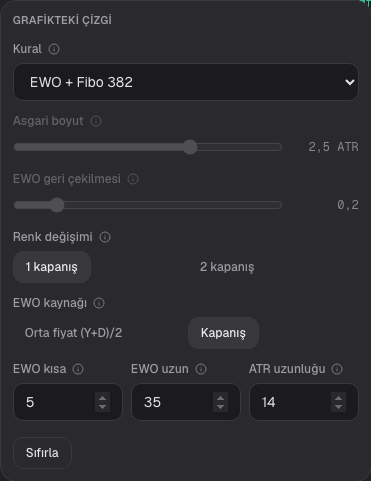 GRAFİKTEKİ ÇİZGİ
Kural
EWO + Fibo 382
Asgari boyut
2,5 ATR
EWO geri çekilmesi
0,2
Renk değişimi
1 kapanış 2 kapanış
EWO kaynağı
Orta fiyat (Y+D)/2 Kapanış
EWO kısa EWO uzun ATR uzunluğu
5 35 14
Sıfırla